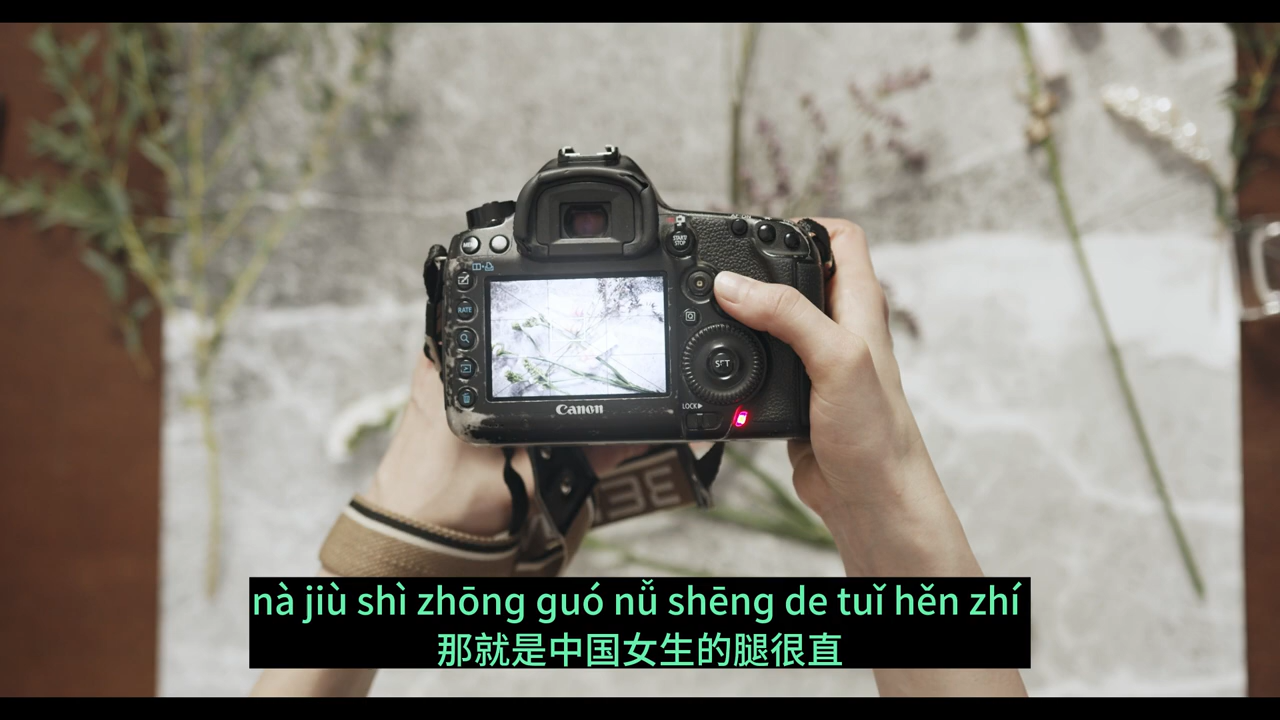 START/
STOP
RATE
SET
Canon
LOCK▶
nà jiù shì zhōng guó nǚ shēng de tuǐ hěn zhí
那就是中国女生的腿很直